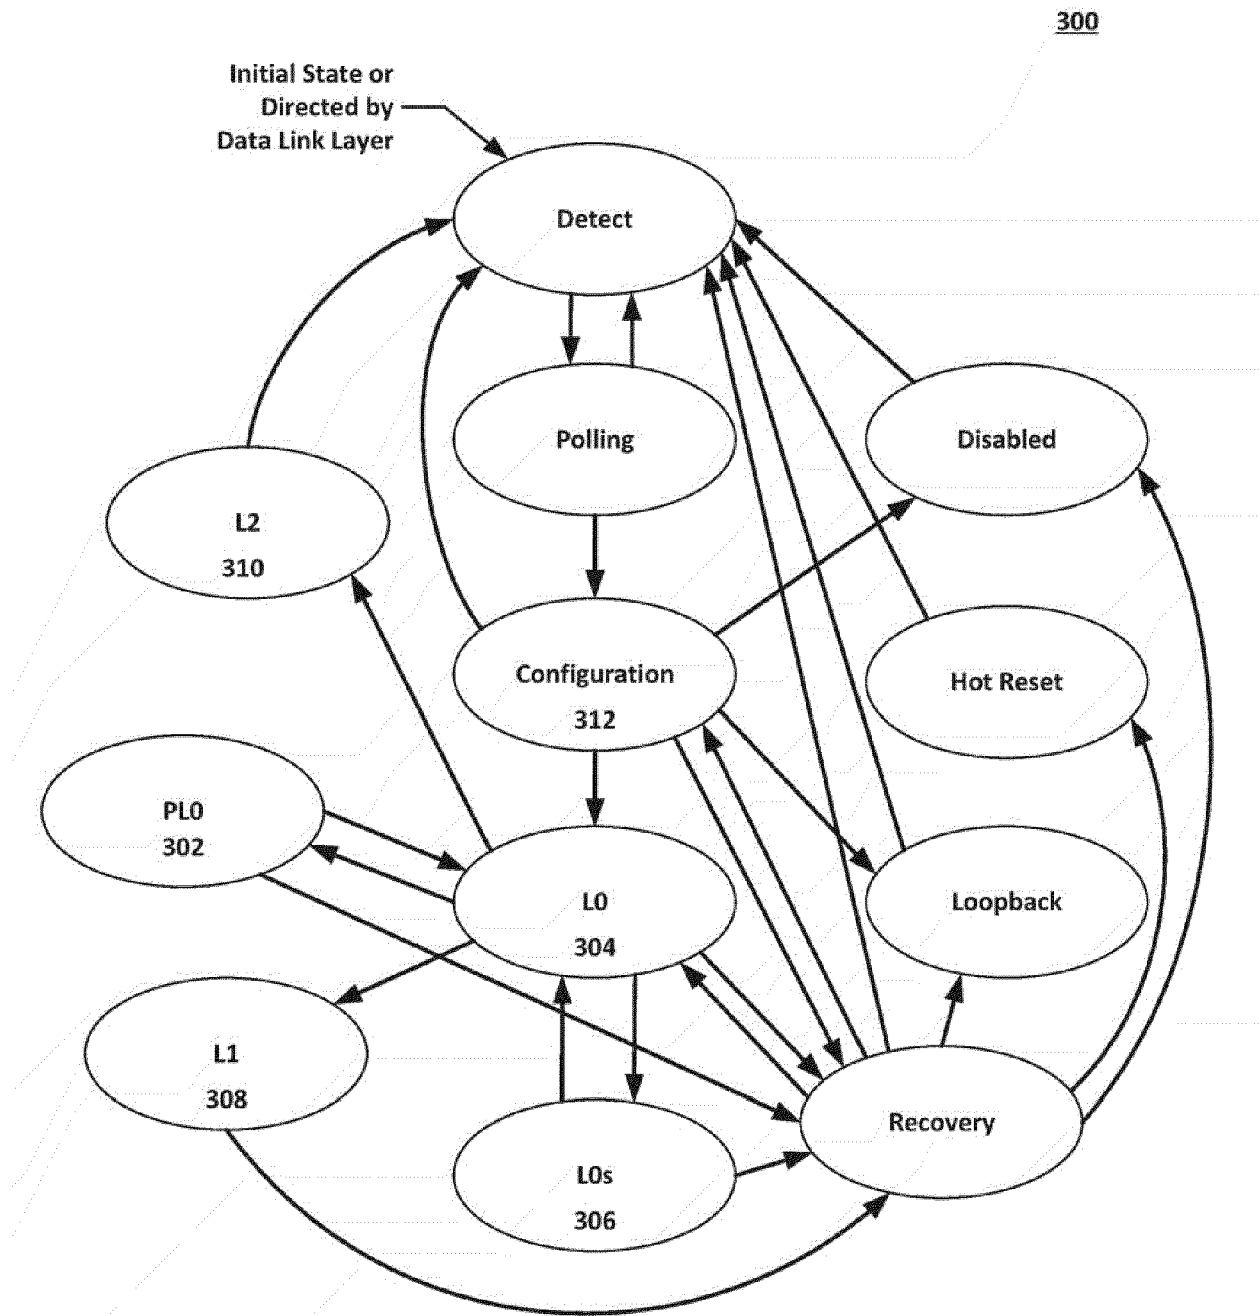 300
Initial State or
Directed by
Data Link Layer
Detect
Polling
Disabled
L2
310
Configuration
312
Hot Reset
PL0
302
L0
304
Loopback
L1
308
Recovery
L0s
306